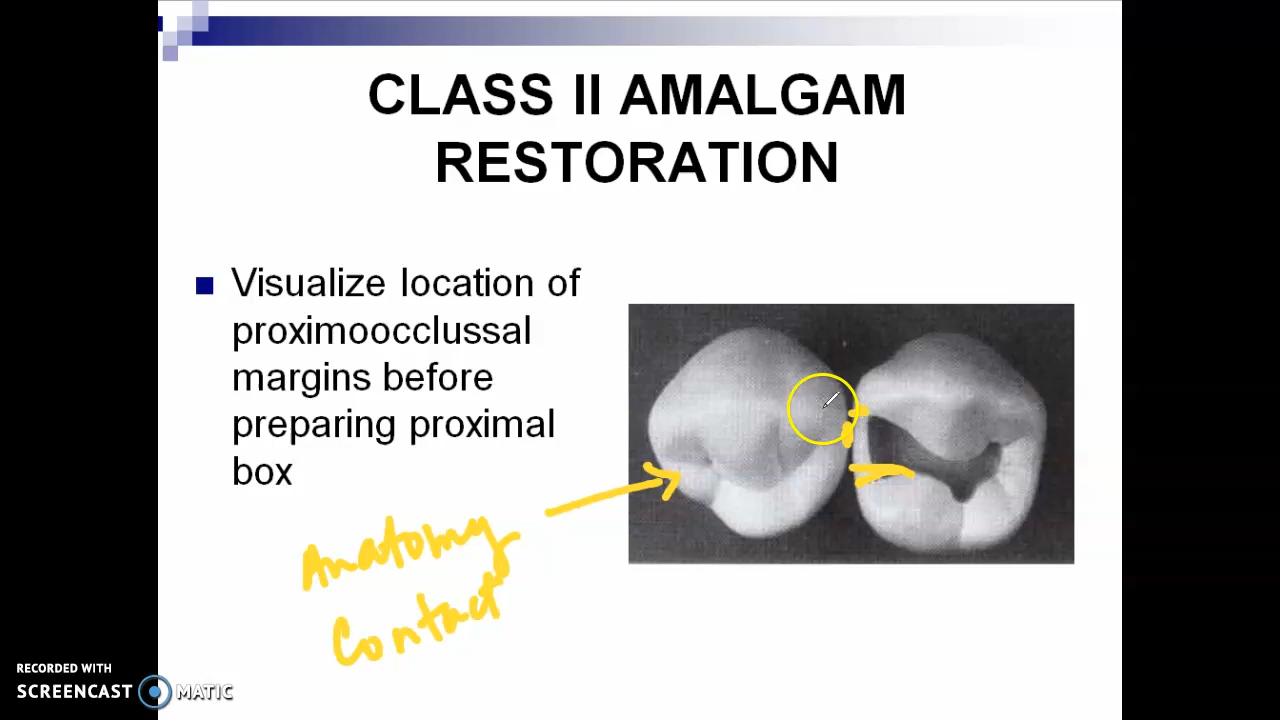 CLASS II AMALGAM
RESTORATION
Visualize location of
proximoocclussal
margins before
preparing proximal
box
Anatomy
Contact
RECORDED WITH
SCREENCAST MATIC